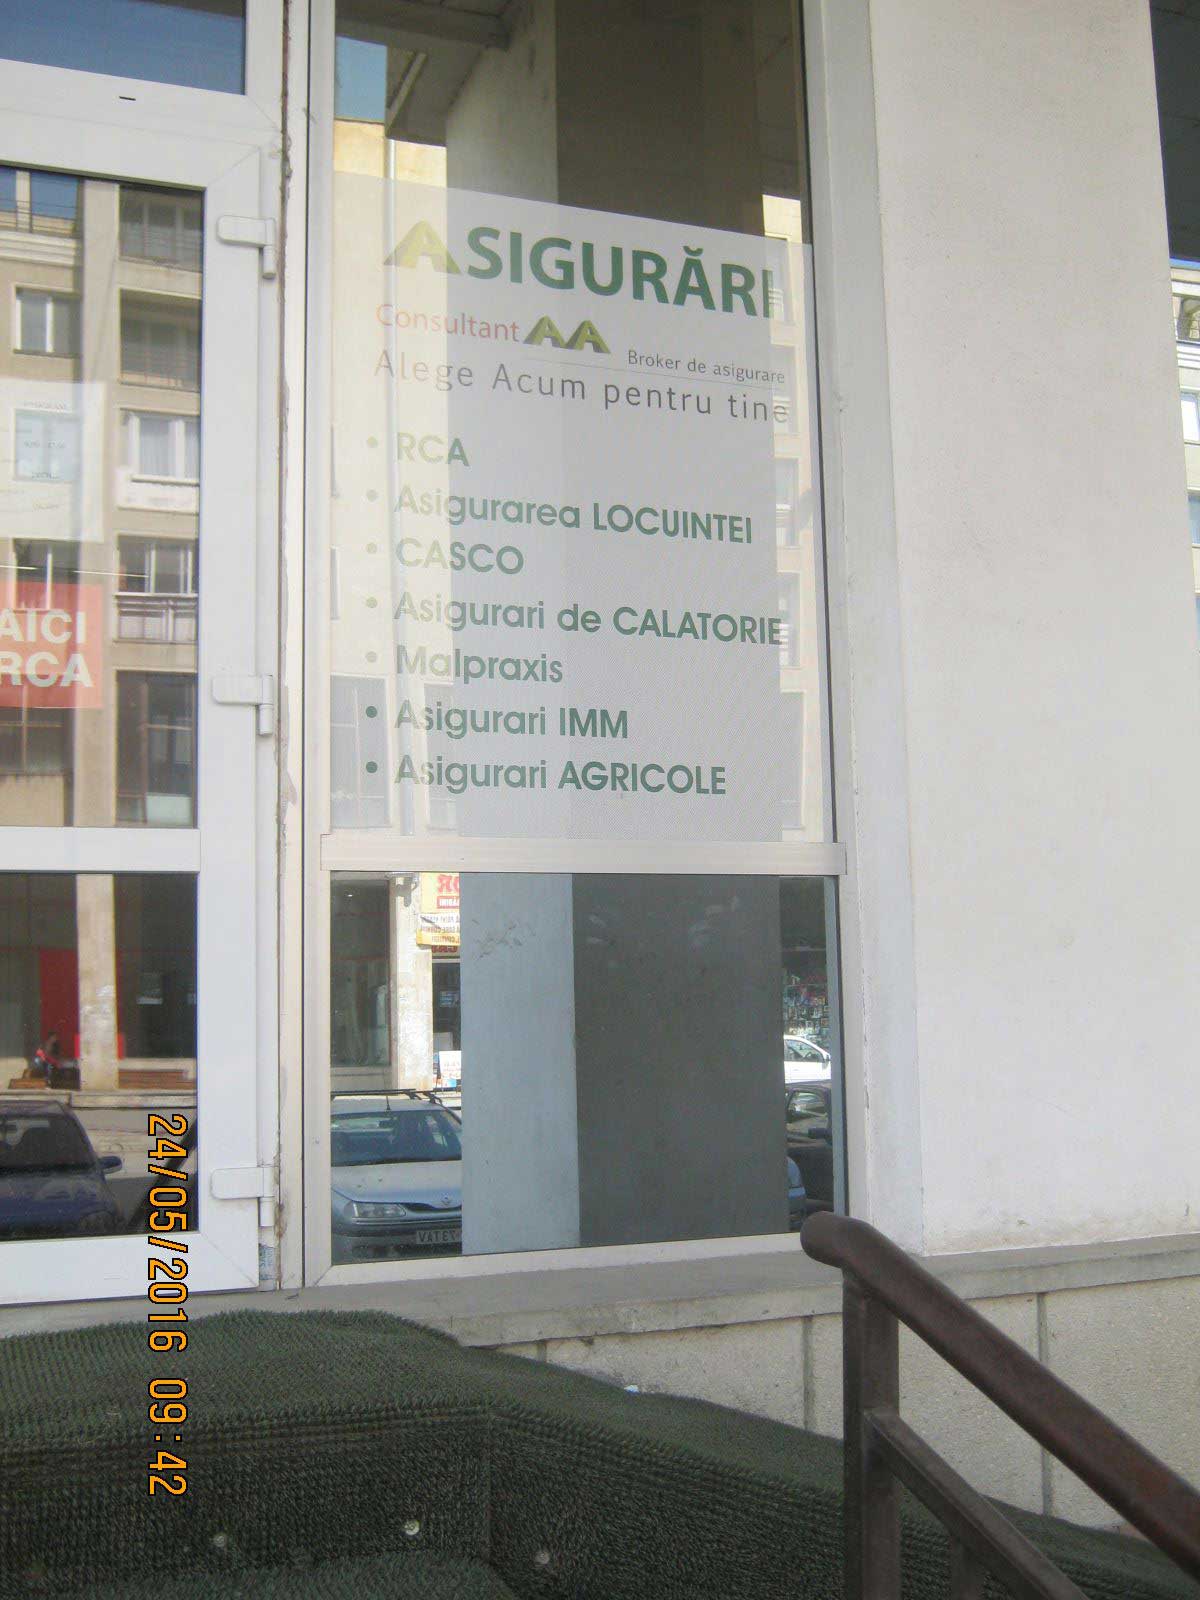 ASIGURĂRI
Consultant AA
Broker de asigurare
Alege Acum pentru tine
• RCA
• Asigurarea LOCUINTEI
• CASCO
• Asigurari de CALATORIE
• Malpraxis
• Asigurari IMM
• Asigurari AGRICOLE
AICI
RCA
24/05/2016 09:42